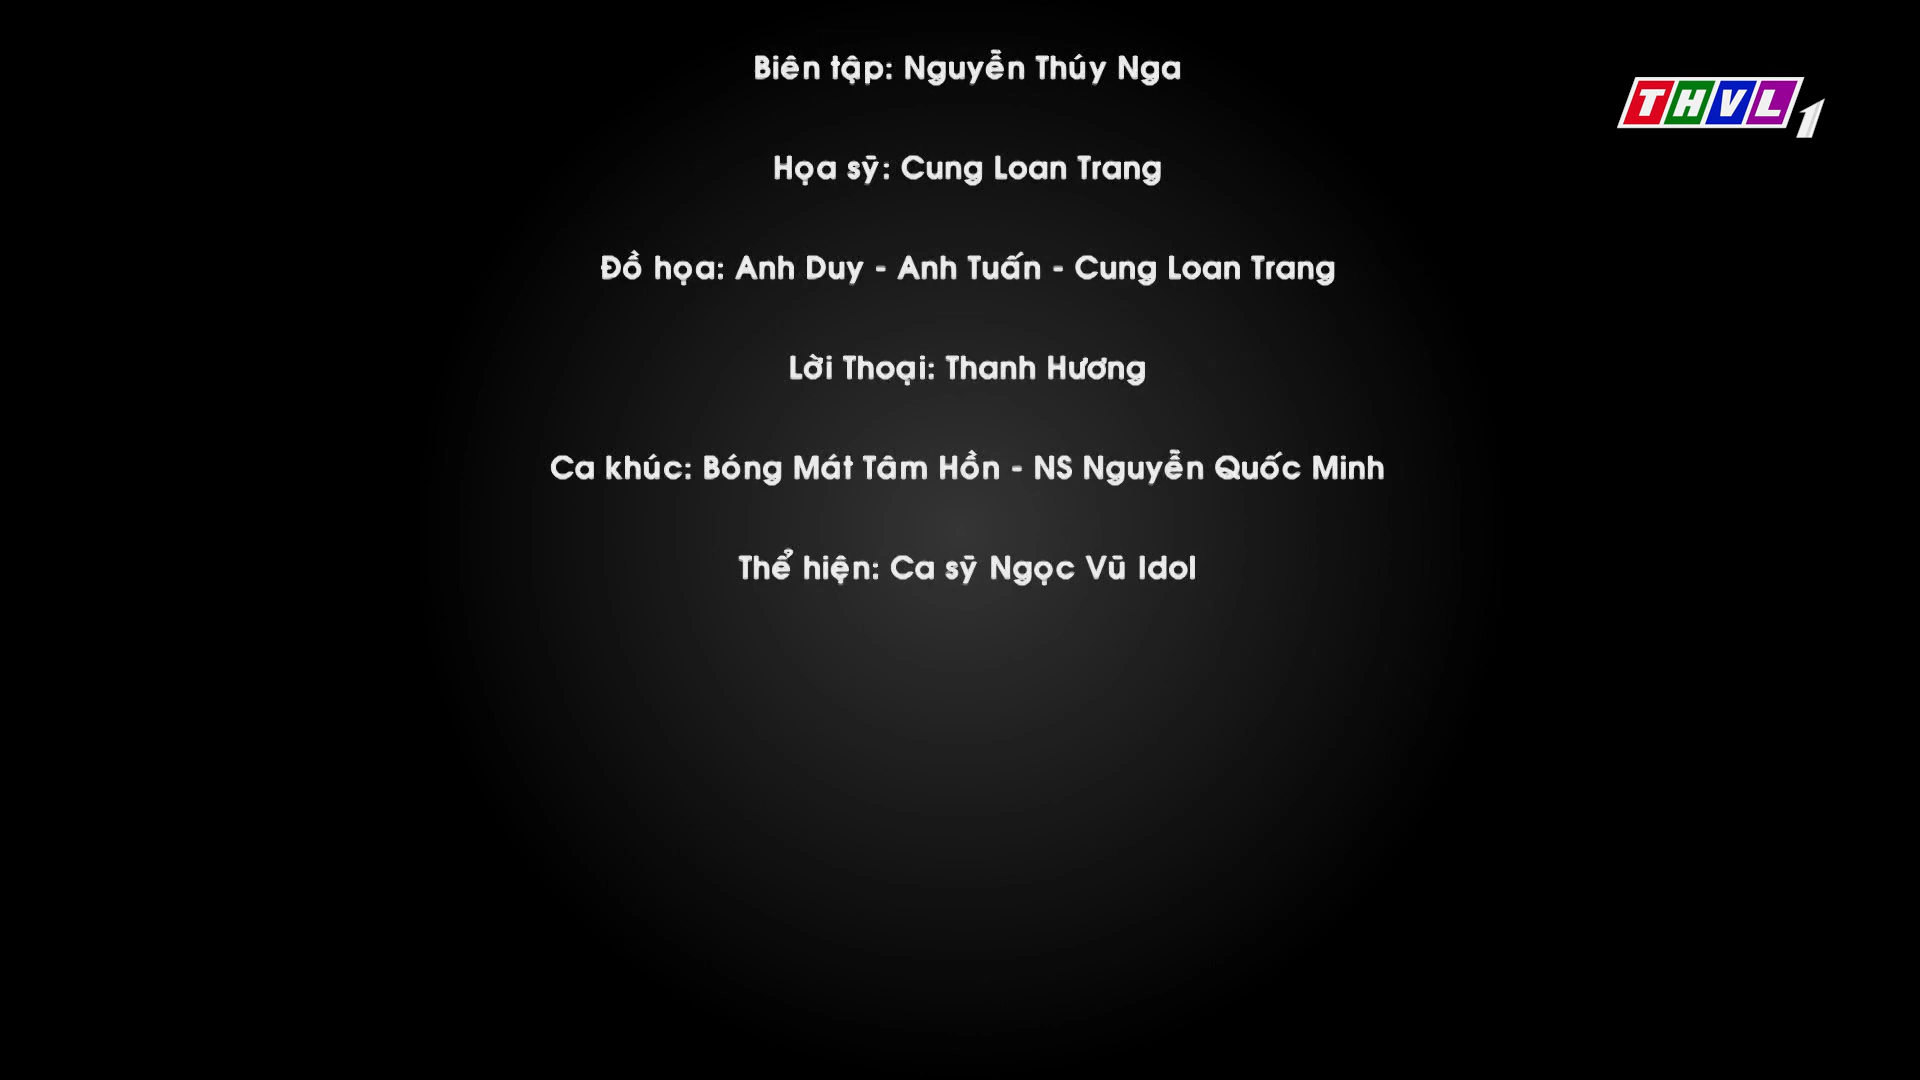 Biên tập: Nguyễn Thúy Nga
THVL1
Họa sỹ: Cung Loan Trang
Đồ họa: Anh Duy - Anh Tuấn - Cung Loan Trang
Lời Thoại: Thanh Hương
Ca khúc: Bóng Mát Tâm Hồn - NS Nguyễn Quốc Minh
Thể hiện: Ca sỹ Ngọc Vũ Idol